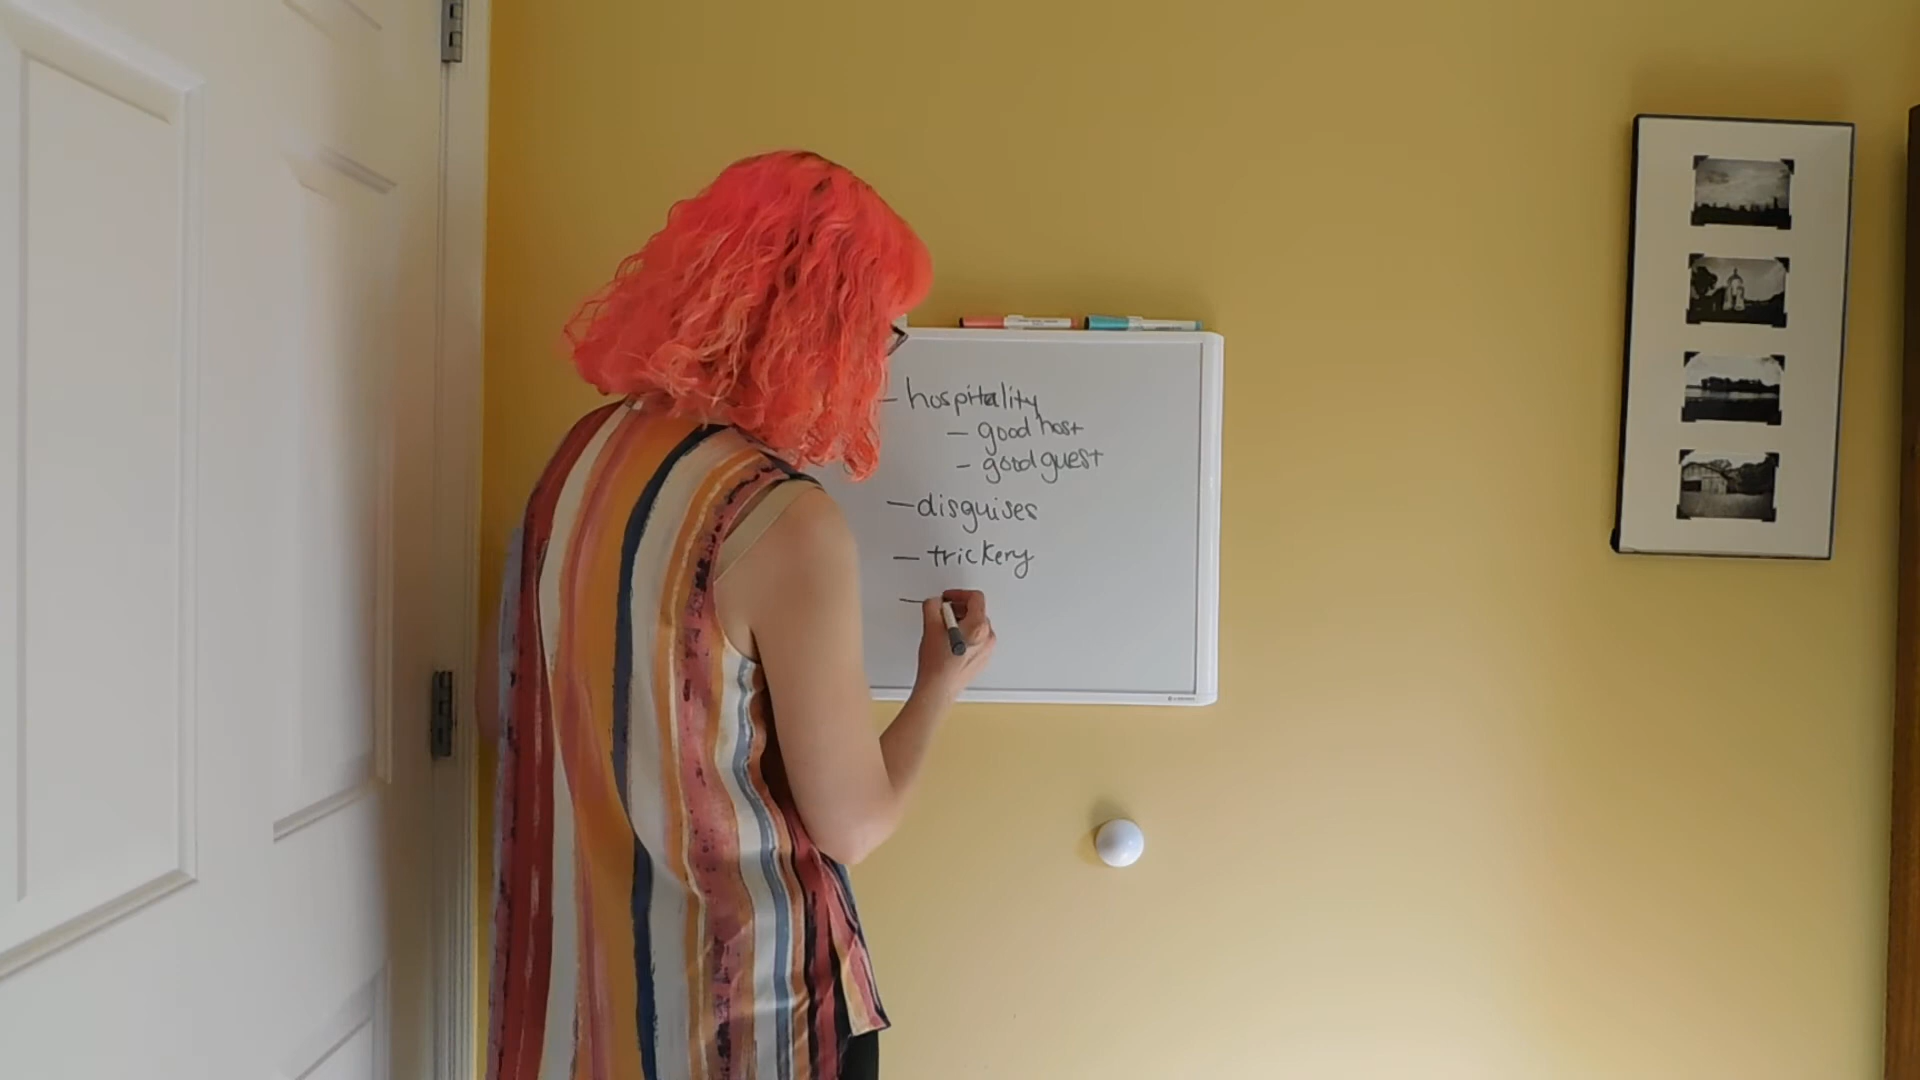 - hospitality
- good host
- good guest
- disguises
- trickery
-